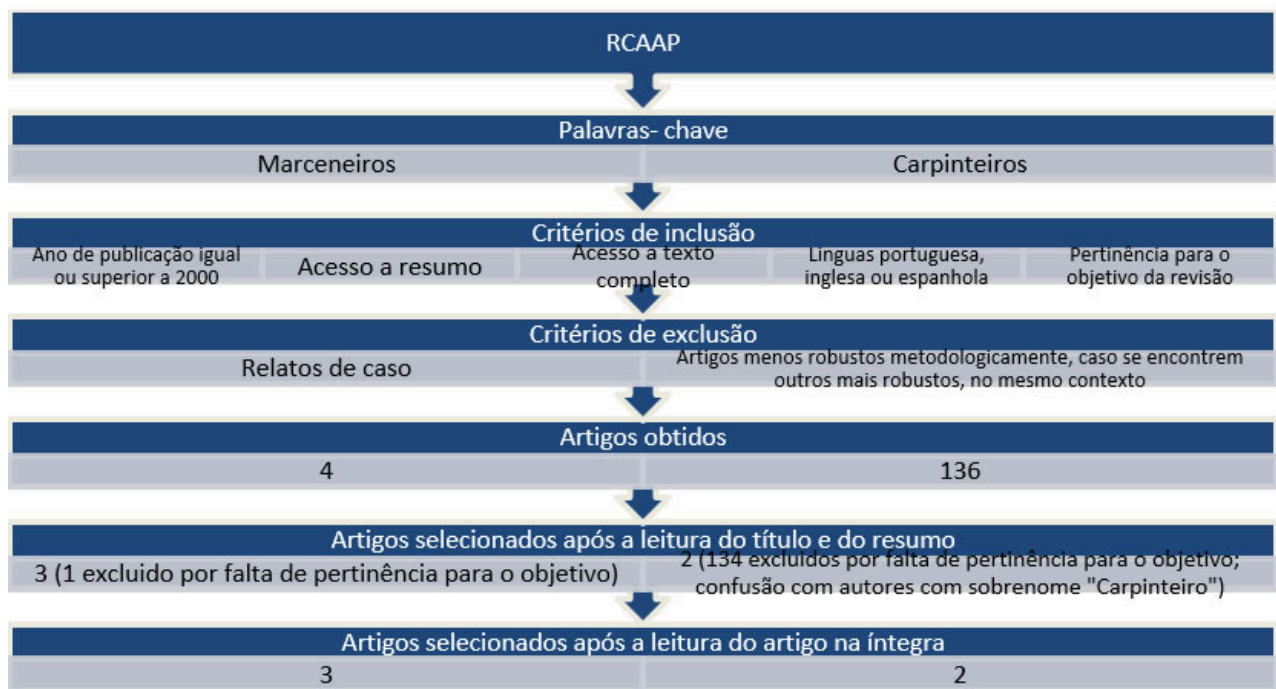 RCAAP
Palavras- chave
Marceneiros
Carpinteiros
Critérios de inclusão
Ano de publicação igual
ou superior a 2000
Acesso a resumo
Acesso a texto
completo
Linguas portuguesa,
inglesa ou espanhola
Pertinência para o
objetivo da revisão
Critérios de exclusão
Relatos de caso
Artigos menos robustos metodologicamente, caso se encontrem
outros mais robustos, no mesmo contexto
Artigos obtidos
4
136
Artigos selecionados após a leitura do título e do resumo
3 (1 excluido por falta de pertinência para o objetivo)
2 (134 excluidos por falta de pertinência para o objetivo;
confusão com autores com sobrenome "Carpinteiro")
Artigos selecionados após a leitura do artigo na íntegra
3
2